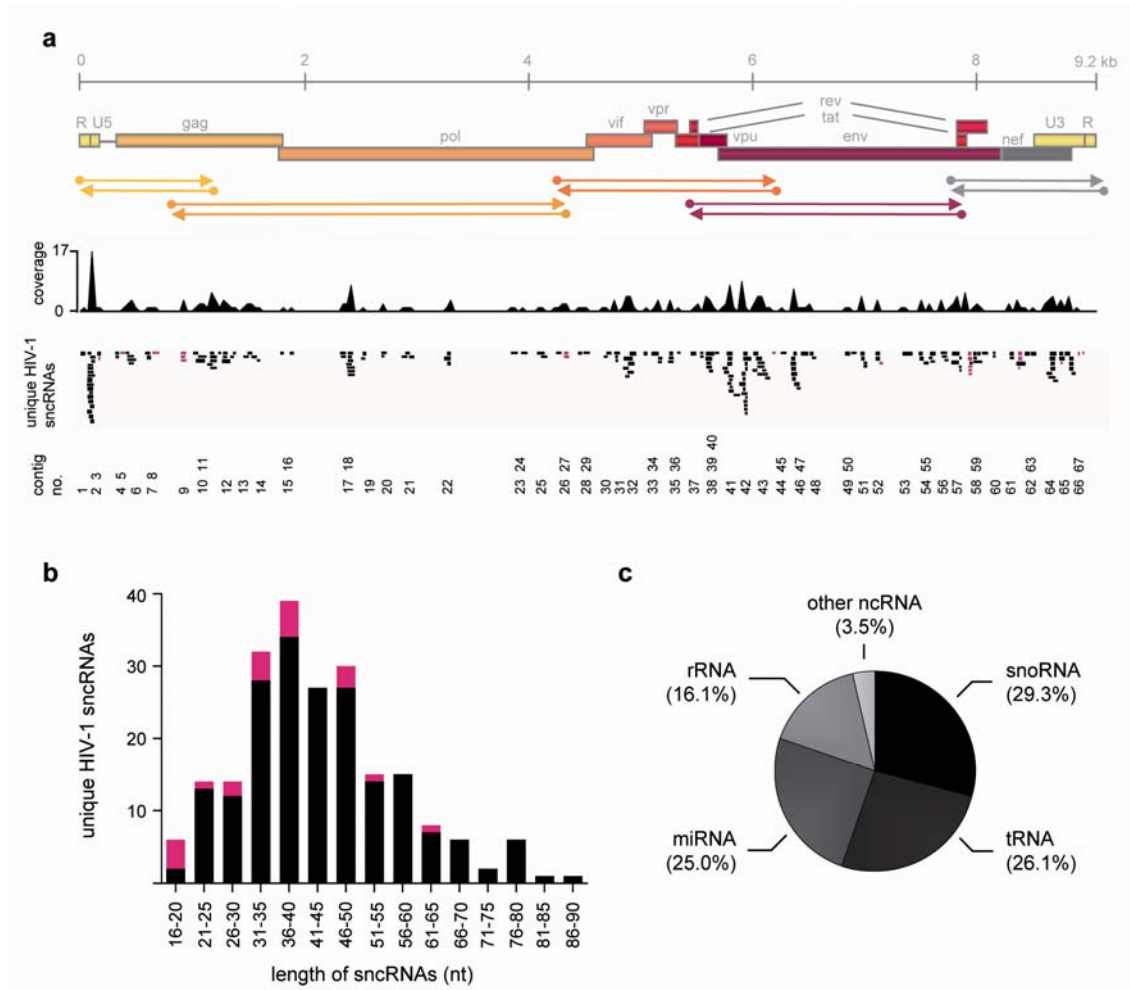 a
0 2 4 6 8 9.2 kb
R U5 gag pol vif vpr rev
tat
vpu env nef U3 R
17
coverage
0
unique HIV-1
sncRNAs
contig
no.
1 2 3 4 5 6 7 8 9 10 11 12 13 14 15 16 17 18 19 20 21 22 23 24 25 26 27 28 29 30 31 32 33 34 35 36 37 38 39 40 41 42 43 44 45 46 47 48 49 50 51 52 53 54 55 56 57 58 59 60 61 62 63 64 65 66 67
b
40
30
20
10
unique HIV-1 sncRNAs
16-20 21-25 26-30 31-35 36-40 41-45 46-50 51-55 56-60 61-65 66-70 71-75 76-80 81-85 86-90
length of sncRNAs (nt)
c
other ncRNA
(3.5%)
rRNA
(16.1%)
snoRNA
(29.3%)
miRNA
(25.0%)
tRNA
(26.1%)